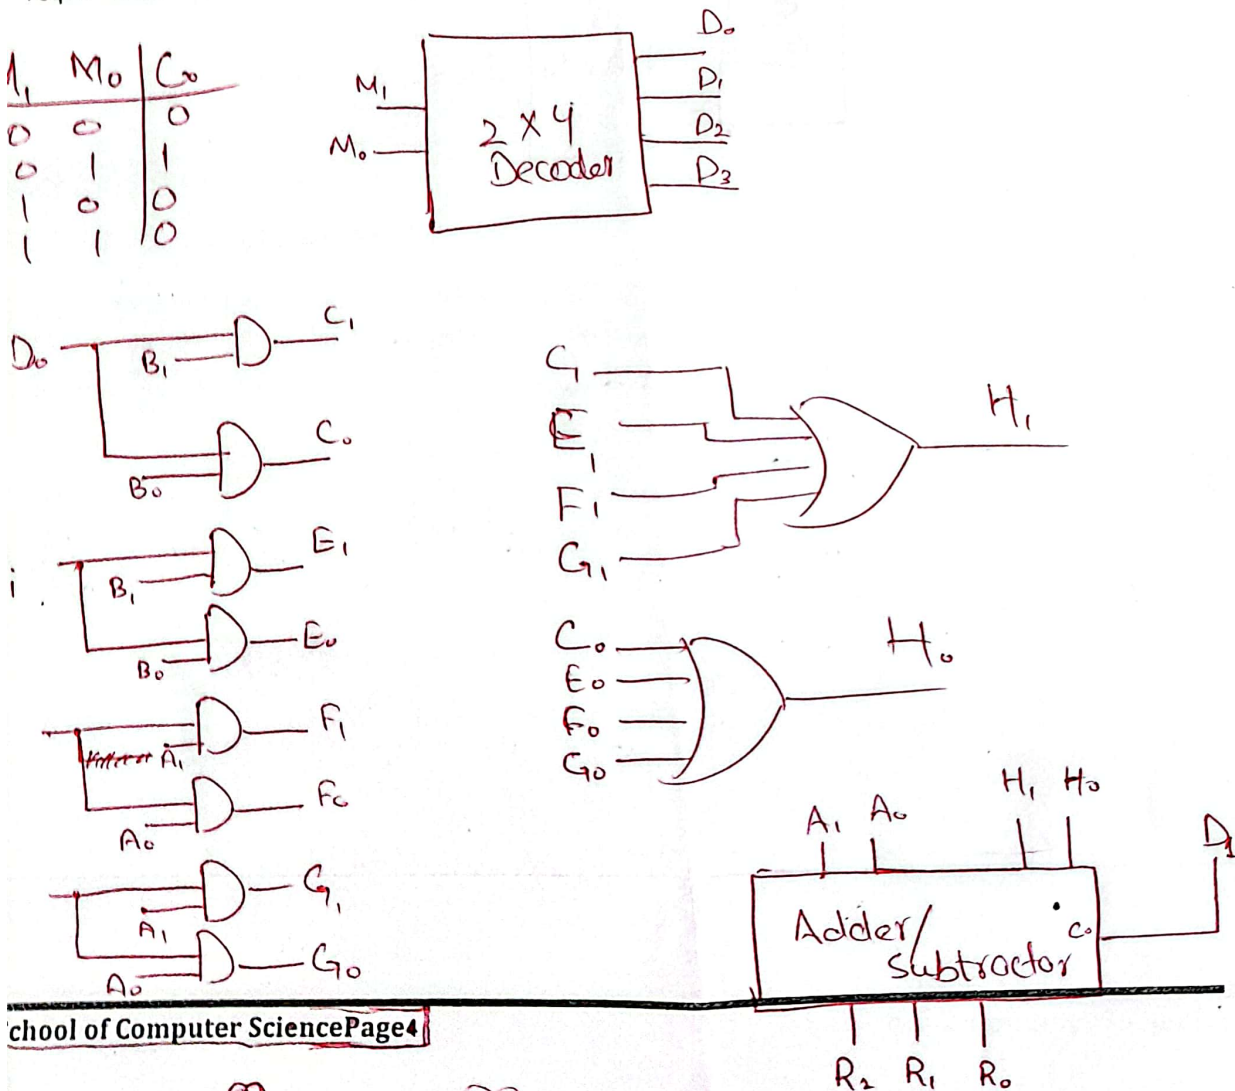 M₀ C₀
0 0 0
0 1 1
1 0 0
1 1 0
M₁
M₀
2 x 4
Decoder
D₀
D₁
D₂
D₃
D₀
B₁
C₁
B₀
C₀
B₁
E₁
B₀
E₀
i
A₁
F₁
A₀
F₀
A₁
G₁
A₀
G₀
C₁
E₁
F₁
G₁
H₁
C₀
E₀
F₀
G₀
H₀
A₁ A₀ H₁ H₀
D₁
Adder/
Subtractor
C₀
R₂ R₁ R₀
chool of Computer SciencePage4